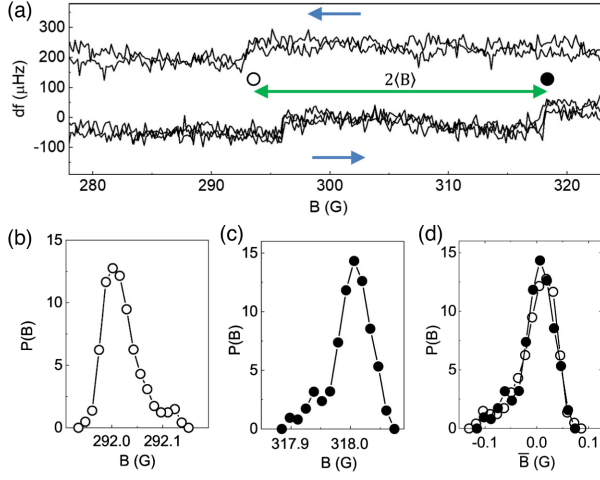 (a)
300
200
100
0
-100
df (μHz)
2⟨B⟩
280 290 300 310 320
B (G)
(b)
15
10
5
0
P(B)
292.0 292.1
B (G)
(c)
15
10
5
0
P(B)
317.9 318.0
B (G)
(d)
15
10
5
0
P(B)
-0.1 0.0 0.1
B̅ (G)